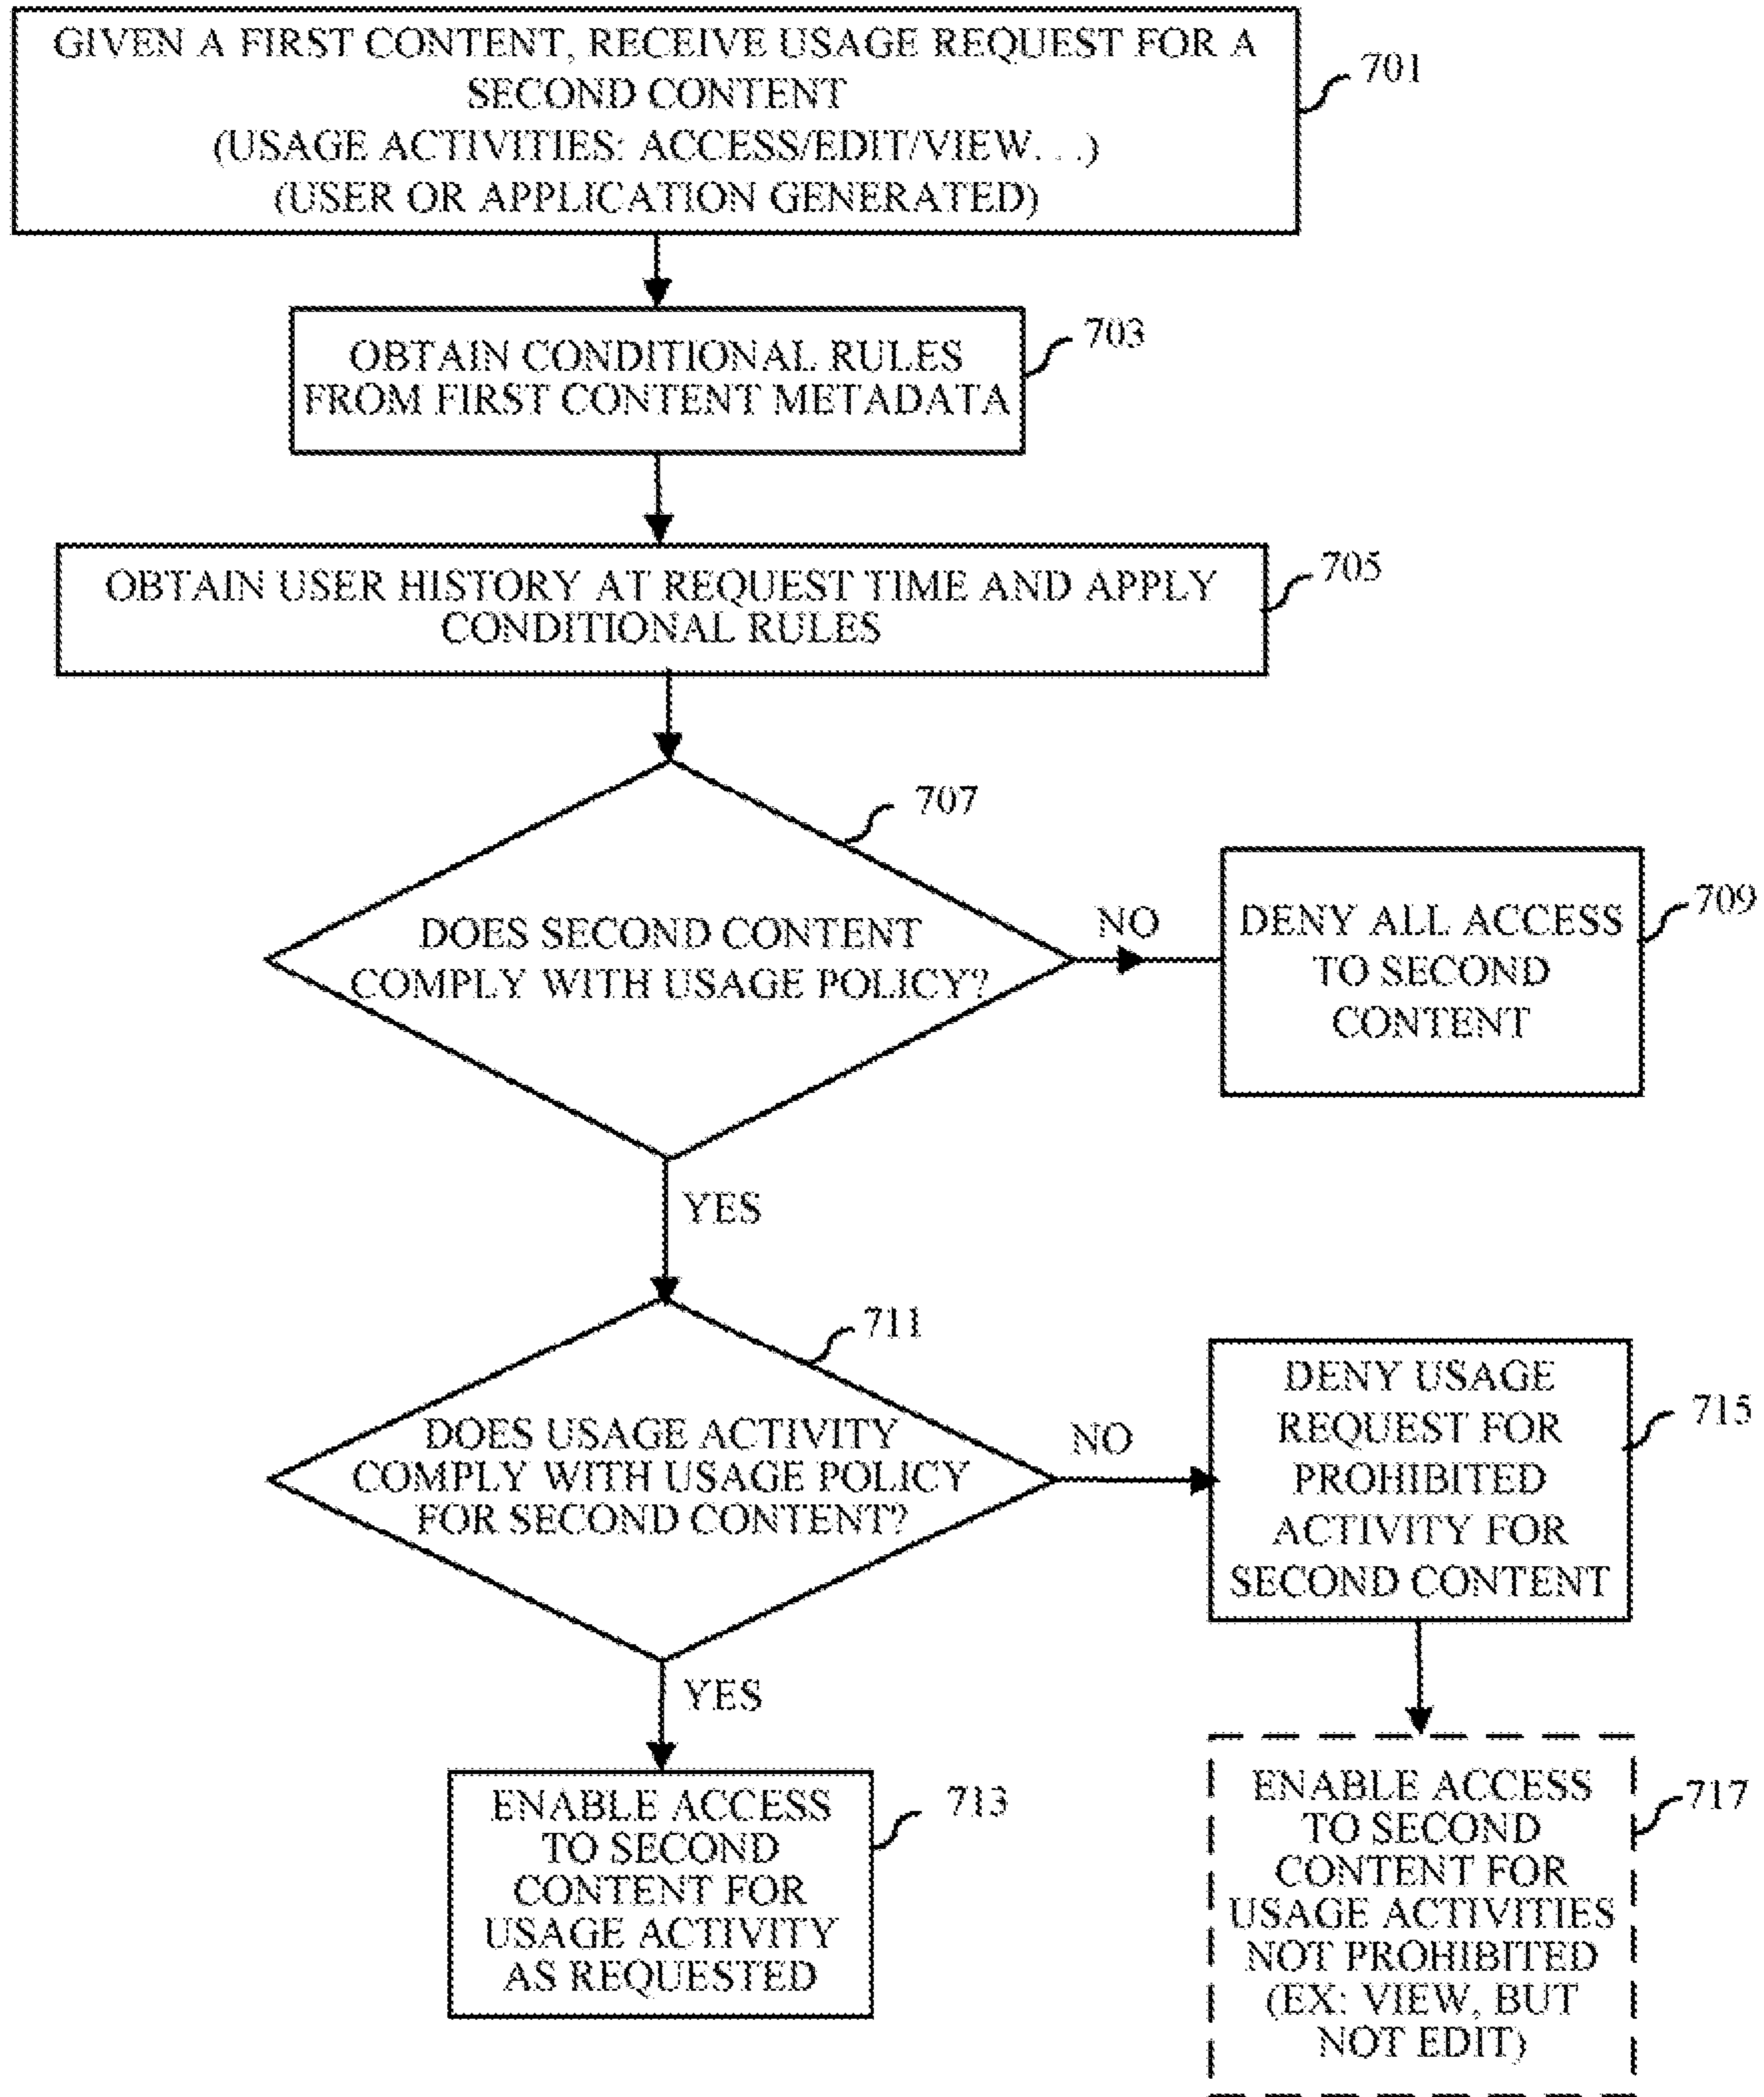 GIVEN A FIRST CONTENT, RECEIVE USAGE REQUEST FOR A
SECOND CONTENT
(USAGE ACTIVITIES: ACCESS/EDIT/VIEW. . .)
(USER OR APPLICATION GENERATED)
701
OBTAIN CONDITIONAL RULES
FROM FIRST CONTENT METADATA
703
OBTAIN USER HISTORY AT REQUEST TIME AND APPLY
CONDITIONAL RULES
705
707
DOES SECOND CONTENT
COMPLY WITH USAGE POLICY?
NO
DENY ALL ACCESS
TO SECOND
CONTENT
709
YES
711
DOES USAGE ACTIVITY
COMPLY WITH USAGE POLICY
FOR SECOND CONTENT?
NO
DENY USAGE
REQUEST FOR
PROHIBITED
ACTIVITY FOR
SECOND CONTENT
715
YES
ENABLE ACCESS
TO SECOND
CONTENT FOR
USAGE ACTIVITY
AS REQUESTED
713
ENABLE ACCESS
TO SECOND
CONTENT FOR
USAGE ACTIVITIES
NOT PROHIBITED
(EX: VIEW, BUT
NOT EDIT)
717